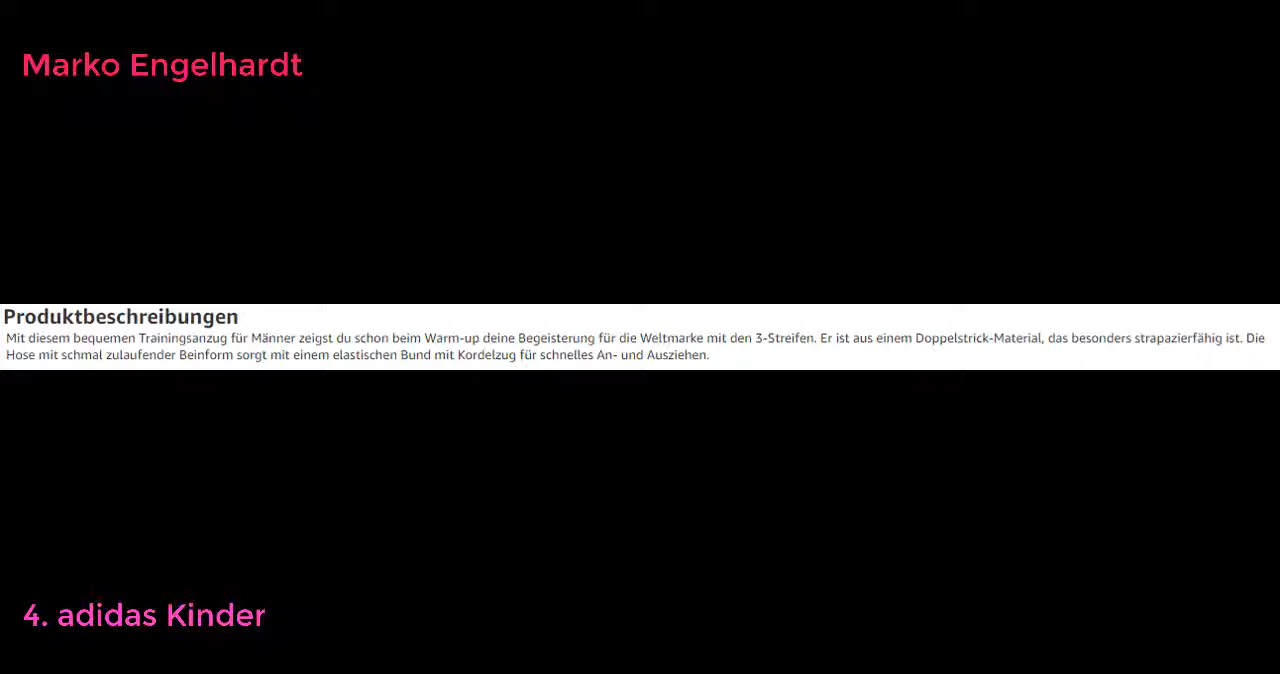 Marko Engelhardt
Produktbeschreibungen
Mit diesem bequemen Trainingsanzug für Männer zeigst du schon beim Warm-up deine Begeisterung für die Weltmarke mit den 3-Streifen. Er ist aus einem Doppelstrick-Material, das besonders strapazierfähig ist. Die
Hose mit schmal zulaufender Beinform sorgt mit einem elastischen Bund mit Kordelzug für schnelles An- und Ausziehen.
4. adidas Kinder